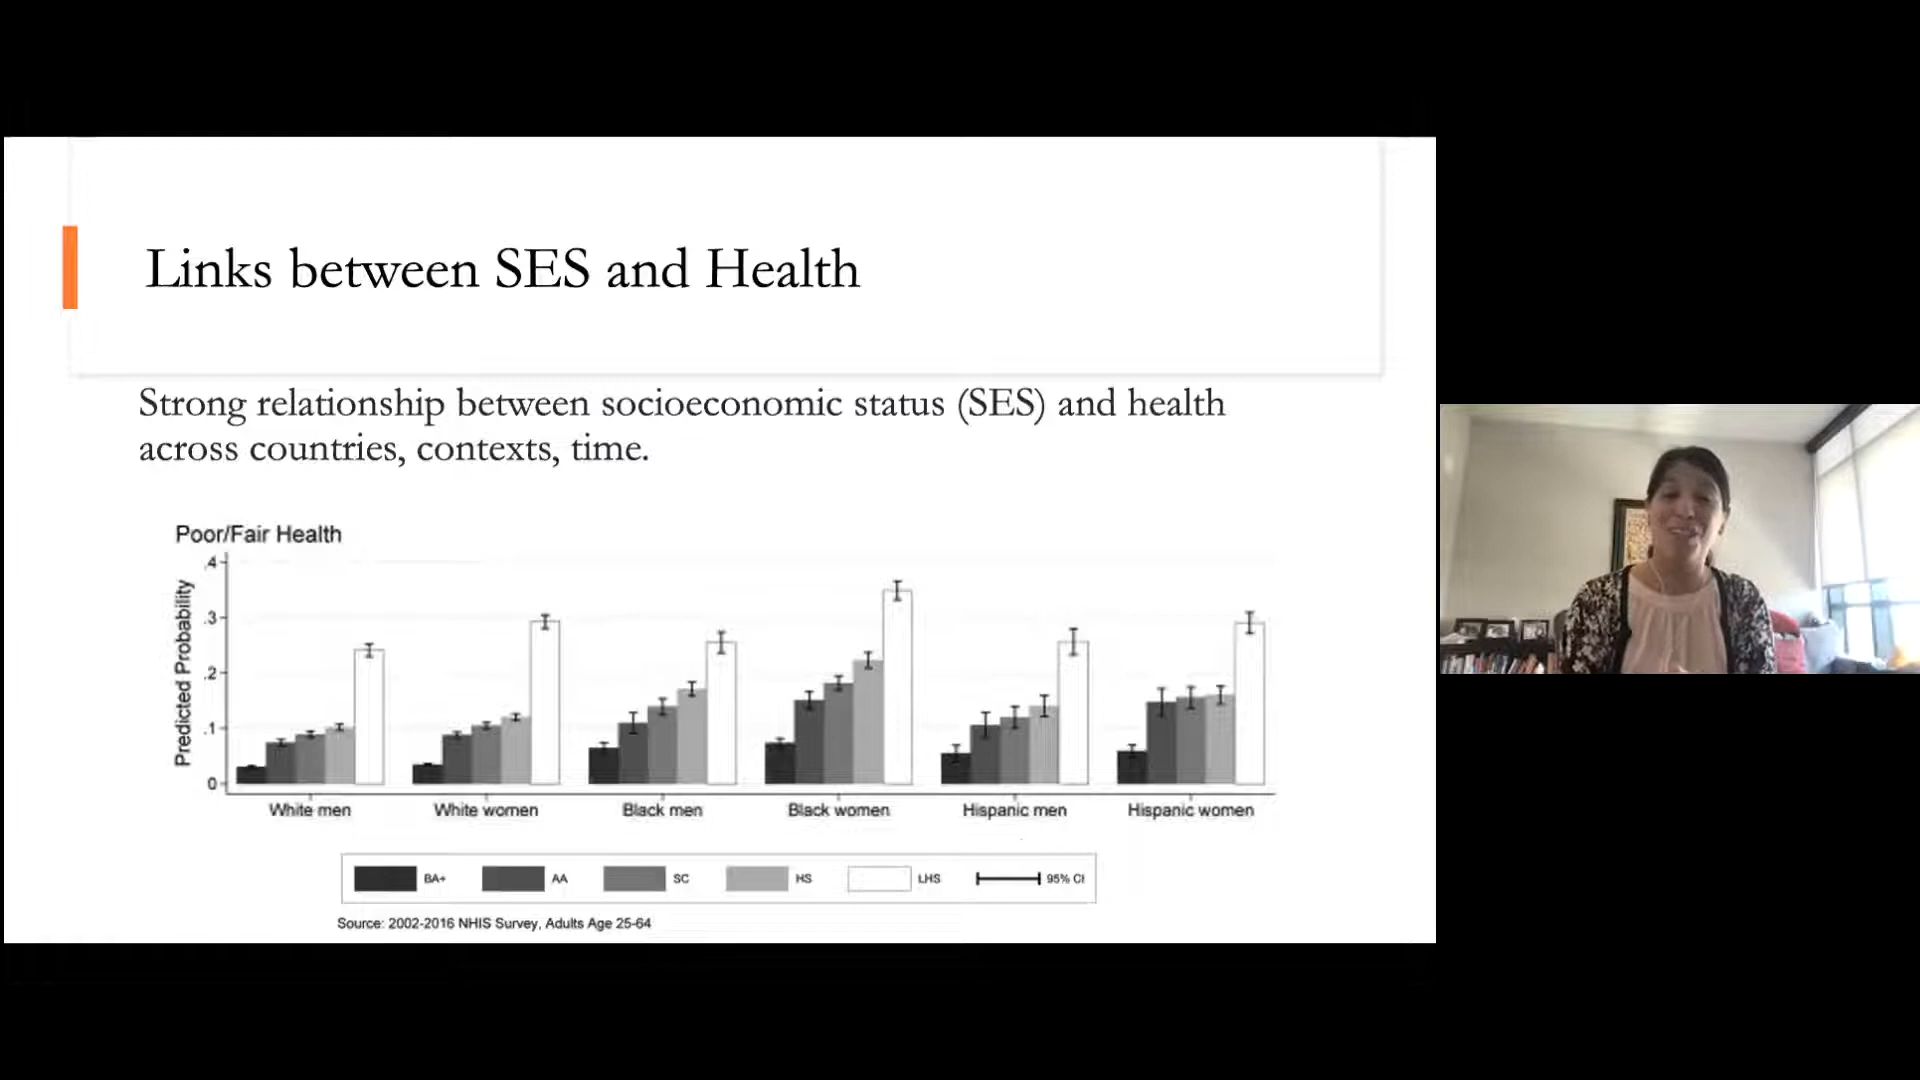 Links between SES and Health
Strong relationship between socioeconomic status (SES) and health
across countries, contexts, time.
Poor/Fair Health
Predicted Probability
.4
.3
.2
.1
0
White men White women Black men Black women Hispanic men Hispanic women
BA+ AA SC HS LHS 95% CI
Source: 2002-2016 NHIS Survey, Adults Age 25-64